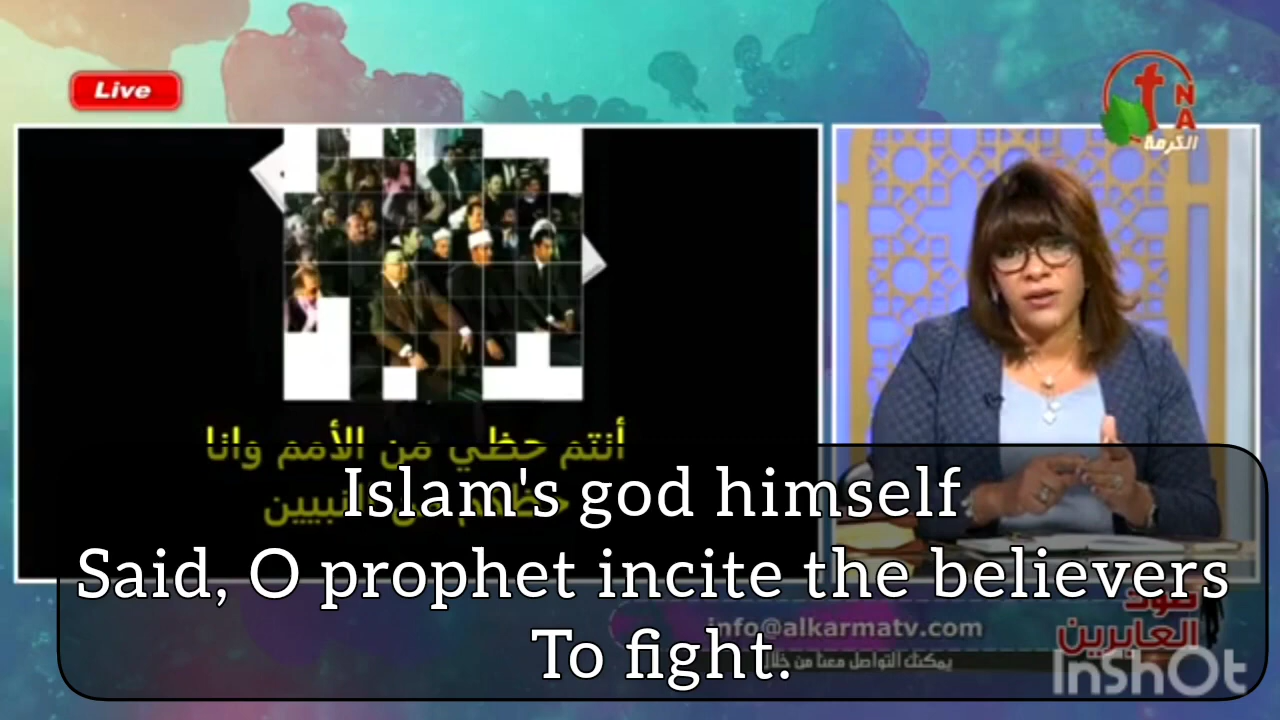 Live
NA
الكرمة
أنتم حظي من الأمم وانا
Islam's god himself
Said, O prophet incite the believers
To fight.
info@alkarmatv.com
العابرين
يمكنك التواصل معنا من خلال
InShOt